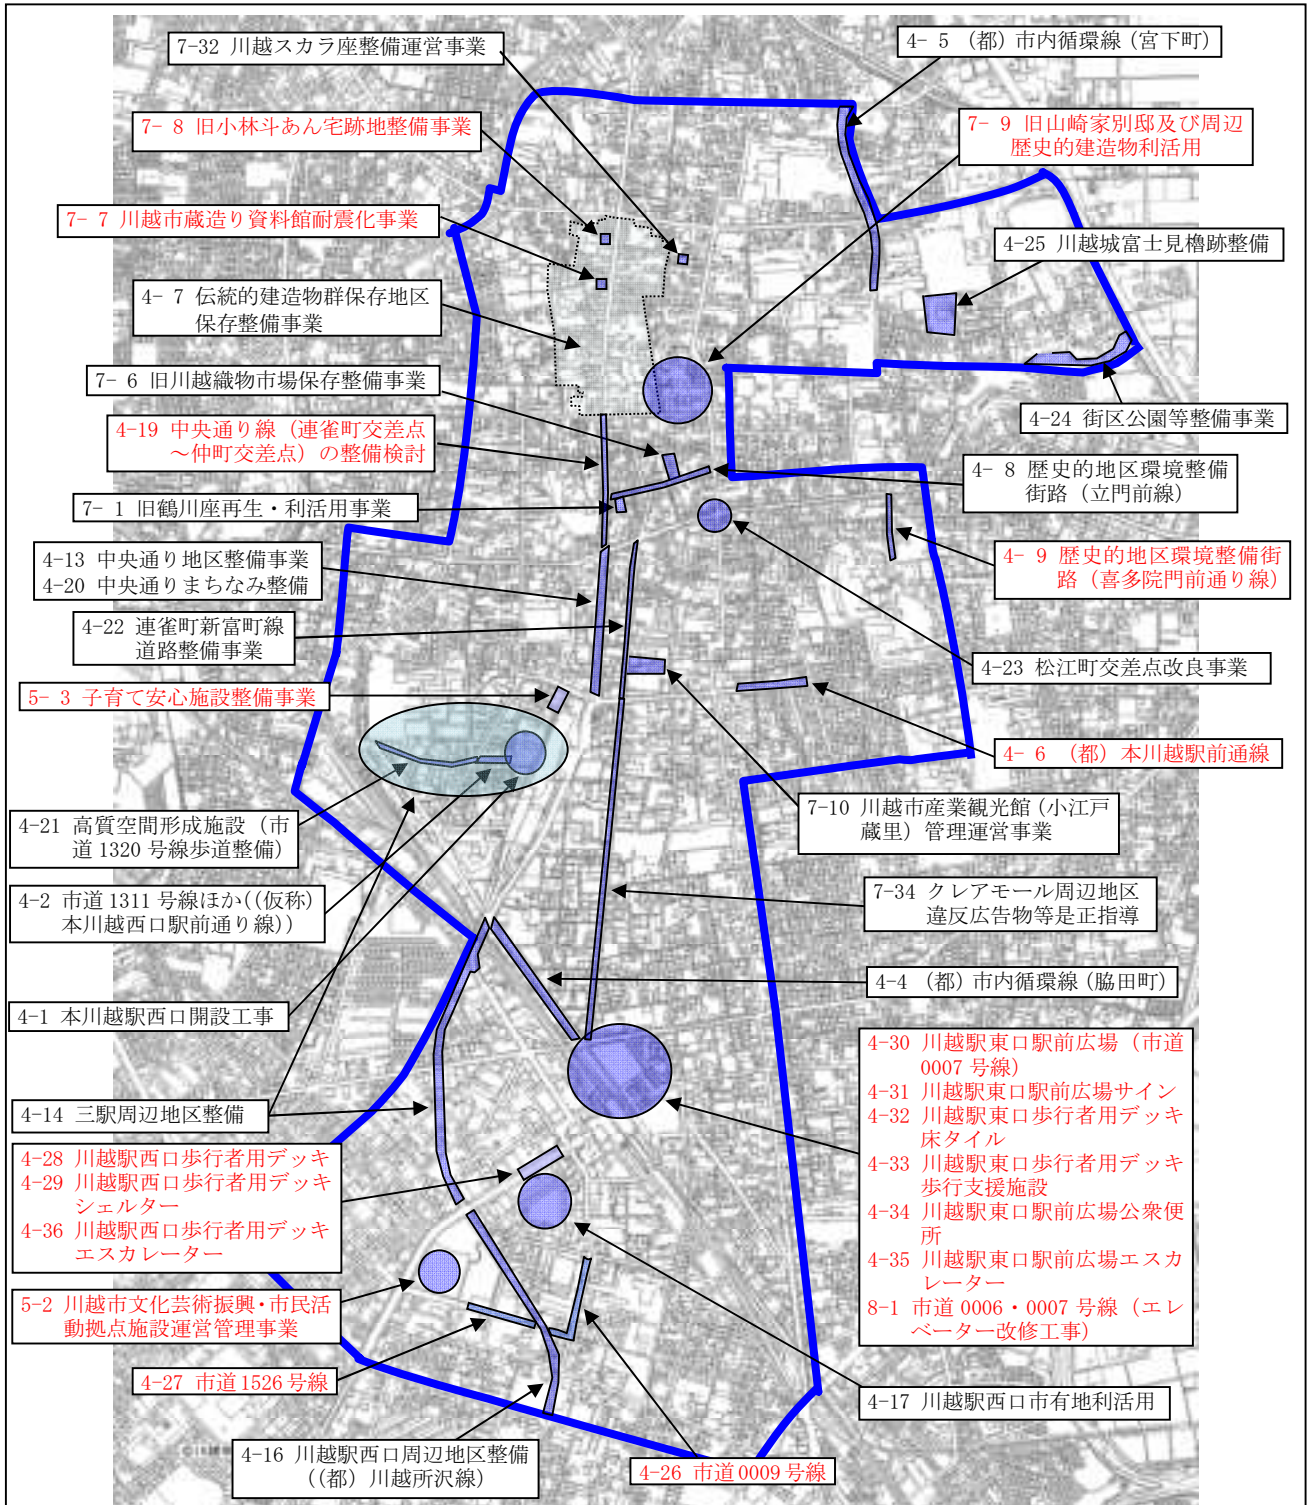 7-32 川越スカラ座整備運営事業
4- 5 （都）市内循環線（宮下町）
7- 8 旧小林斗あん宅跡地整備事業
7- 9 旧山崎家別邸及び周辺
歴史的建造物利活用
7- 7 川越市蔵造り資料館耐震化事業
4-25 川越城富士見櫓跡整備
4- 7 伝統的建造物群保存地区
保存整備事業
7- 6 旧川越織物市場保存整備事業
4-24 街区公園等整備事業
4-19 中央通り線（連雀町交差点
～仲町交差点）の整備検討
4- 8 歴史的地区環境整備
街路（立門前線）
7- 1 旧鶴川座再生・利活用事業
4-13 中央通り地区整備事業
4-20 中央通りまちなみ整備
4- 9 歴史的地区環境整備街
路（喜多院門前通り線）
4-22 連雀町新富町線
道路整備事業
4-23 松江町交差点改良事業
5- 3 子育て安心施設整備事業
4- 6 （都）本川越駅前通線
7-10 川越市産業観光館（小江戸
蔵里）管理運営事業
4-21 高質空間形成施設（市
道 1320 号線歩道整備）
4-2 市道 1311 号線ほか((仮称)
本川越西口駅前通り線))
7-34 クレアモール周辺地区
違反広告物等是正指導
4-4 （都）市内循環線（脇田町）
4-1 本川越駅西口開設工事
4-30 川越駅東口駅前広場（市道
0007 号線）
4-31 川越駅東口駅前広場サイン
4-32 川越駅東口歩行者用デッキ
床タイル
4-33 川越駅東口歩行者用デッキ
歩行支援施設
4-34 川越駅東口駅前広場公衆便
所
4-35 川越駅東口駅前広場エスカ
レーター
8-1 市道 0006・0007 号線（エレ
ベーター改修工事）
4-14 三駅周辺地区整備
4-28 川越駅西口歩行者用デッキ
4-29 川越駅西口歩行者用デッキ
シェルター
4-36 川越駅西口歩行者用デッキ
エスカレーター
5-2 川越市文化芸術振興・市民活
動拠点施設運営管理事業
4-27 市道 1526 号線
4-17 川越駅西口市有地利活用
4-16 川越駅西口周辺地区整備
（(都）川越所沢線）
4-26 市道 0009 号線